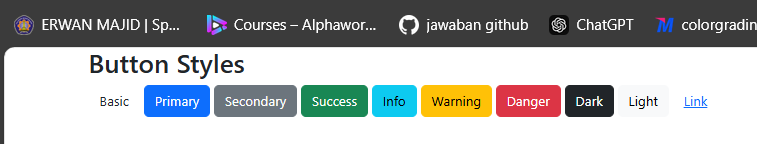 ERWAN MAJID | Sp... Courses – Alphawor... jawaban github ChatGPT colorgradin
Button Styles
Basic Primary Secondary Success Info Warning Danger Dark Light Link